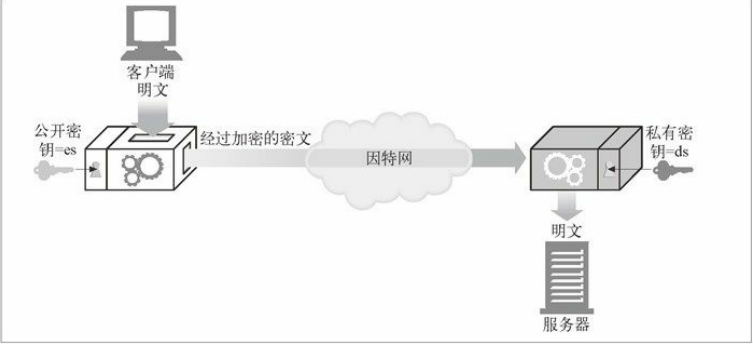 客户端
明文
公开密
钥=es
经过加密的密文
因特网
私有密
钥=ds
明文
服务器